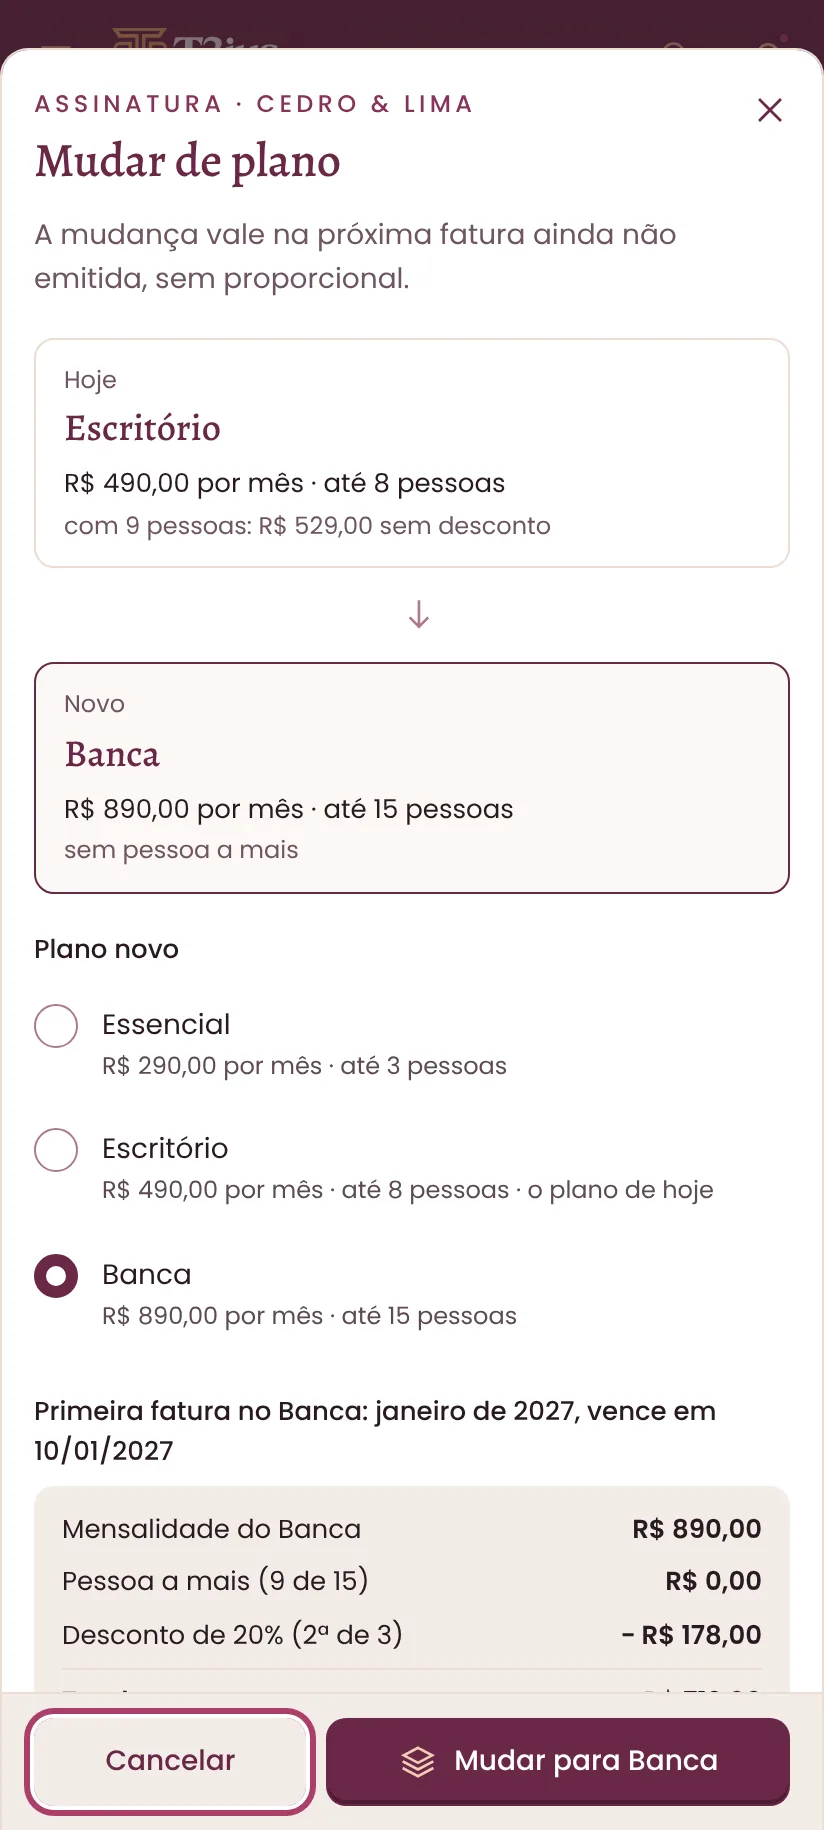 ASSINATURA · CEDRO & LIMA
Mudar de plano
A mudança vale na próxima fatura ainda não
emitida, sem proporcional.
Hoje
Escritório
R$ 490,00 por mês · até 8 pessoas
com 9 pessoas: R$ 529,00 sem desconto
Novo
Banca
R$ 890,00 por mês · até 15 pessoas
sem pessoa a mais
Plano novo
Essencial
R$ 290,00 por mês · até 3 pessoas
Escritório
R$ 490,00 por mês · até 8 pessoas · o plano de hoje
Banca
R$ 890,00 por mês · até 15 pessoas
Primeira fatura no Banca: janeiro de 2027, vence em
10/01/2027
Mensalidade do Banca R$ 890,00
Pessoa a mais (9 de 15) R$ 0,00
Desconto de 20% (2ª de 3) - R$ 178,00
Cancelar
Mudar para Banca